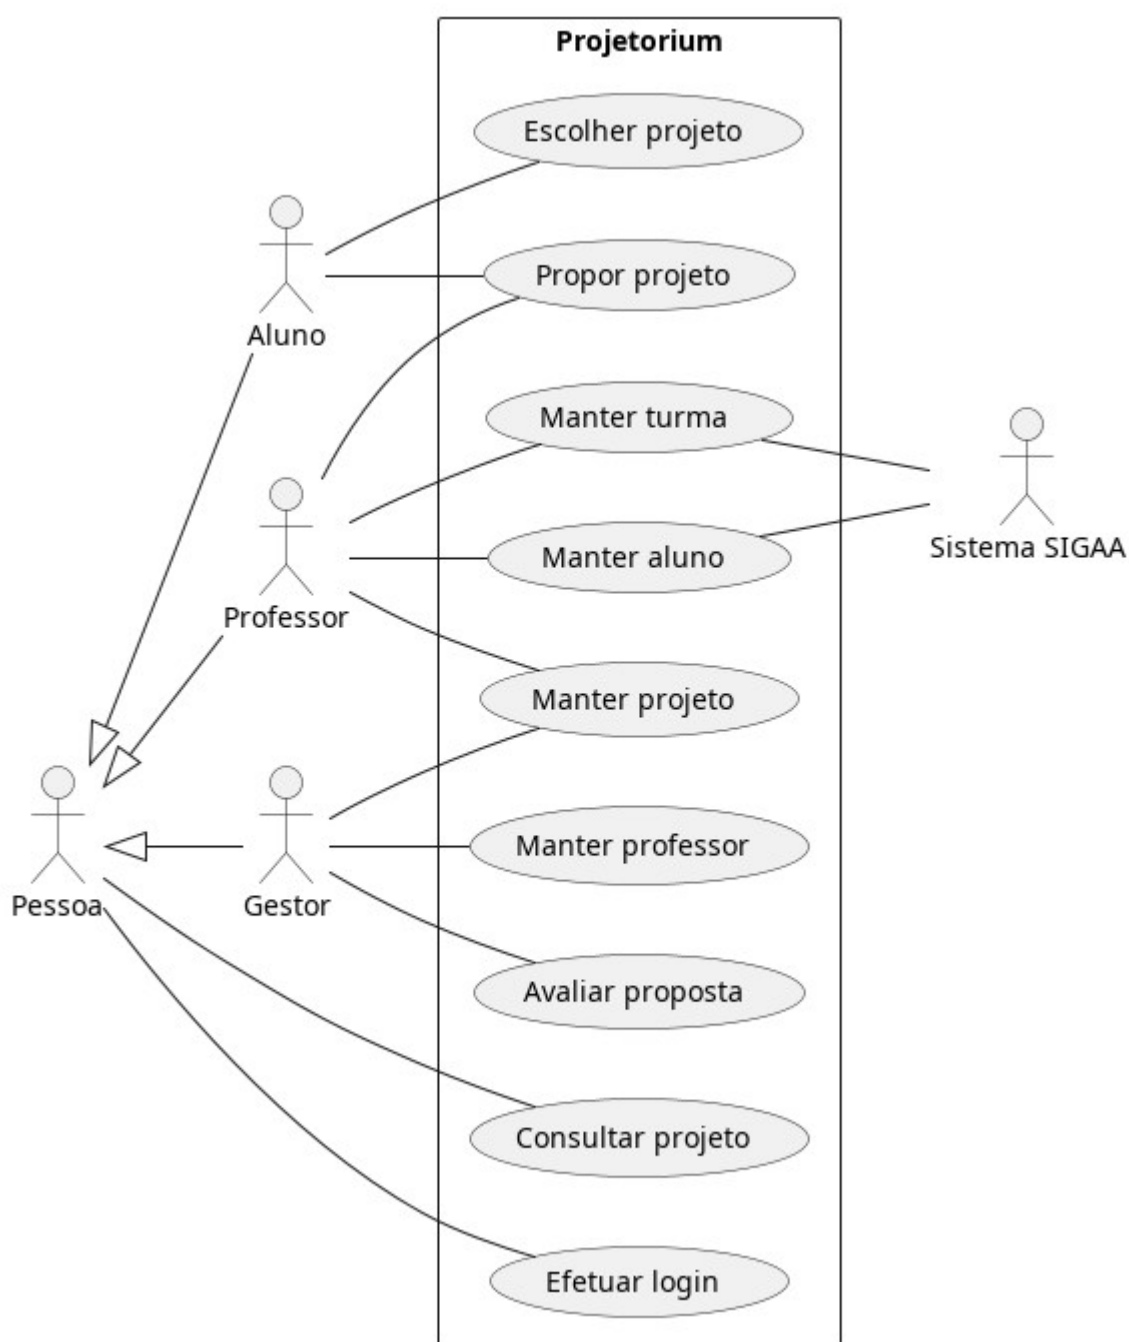 Projetorium
Escolher projeto
Aluno
Propor projeto
Manter turma
Sistema SIGAA
Professor
Manter aluno
Manter projeto
Pessoa
Gestor
Manter professor
Avaliar proposta
Consultar projeto
Efetuar login